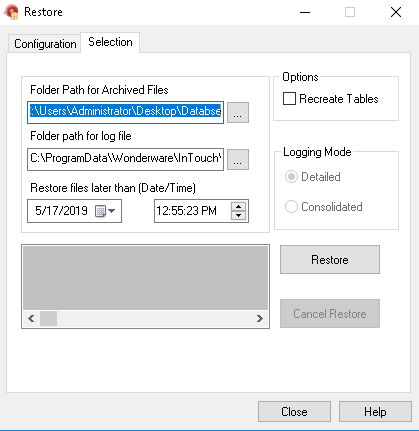 Restore
Configuration
Selection
Folder Path for Archived Files
:\Users\Administrator\Desktop\Databse
...
Folder path for log file
C:\ProgramData\Wonderware\InTouch\
...
Restore files later than (Date/Time)
5/17/2019
12:55:23 PM
Options
Recreate Tables
Logging Mode
Detailed
Consolidated
Restore
Cancel Restore
Close
Help